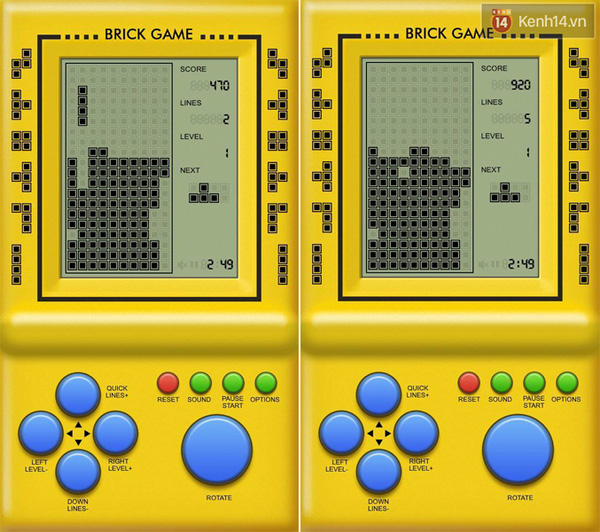 14 Kenh14.vn
BRICK GAME
SCORE
470
LINES
2
LEVEL
1
NEXT
2:49
QUICK
LINES+
LEFT
LEVEL-
RIGHT
LEVEL+
DOWN
LINES-
RESET
SOUND
PAUSE
START
OPTIONS
ROTATE
BRICK GAME
SCORE
920
LINES
5
LEVEL
1
NEXT
2:49
QUICK
LINES+
LEFT
LEVEL-
RIGHT
LEVEL+
DOWN
LINES-
RESET
SOUND
PAUSE
START
OPTIONS
ROTATE